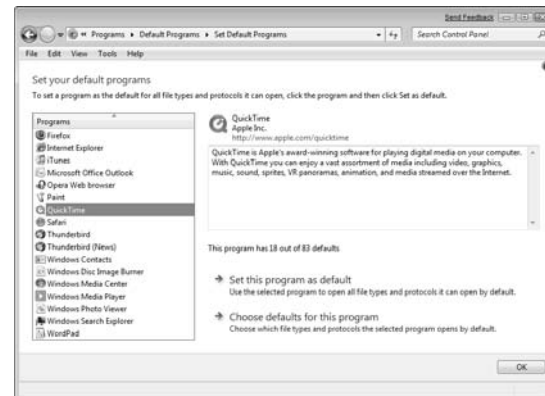 Send Feedback
Programs ▸ Default Programs ▸ Set Default Programs
Search Control Panel
File Edit View Tools Help
Set your default programs
To set a program as the default for all file types and protocols it can open, click the program and then click Set as default.
Programs
Firefox
Internet Explorer
iTunes
Microsoft Office Outlook
Opera Web browser
Paint
QuickTime
Safari
Thunderbird
Thunderbird (News)
Windows Contacts
Windows Disc Image Burner
Windows Media Center
Windows Media Player
Windows Photo Viewer
Windows Search Explorer
WordPad
QuickTime
Apple Inc.
http://www.apple.com/quicktime
QuickTime is Apple's award-winning software for playing digital media on your computer.
With QuickTime you can enjoy a vast assortment of media including video, graphics,
music, sound, sprites, VR panoramas, animation, and media streamed over the Internet.
This program has 18 out of 83 defaults
Set this program as default
Use the selected program to open all file types and protocols it can open by default.
Choose defaults for this program
Choose which file types and protocols the selected program opens by default.
OK